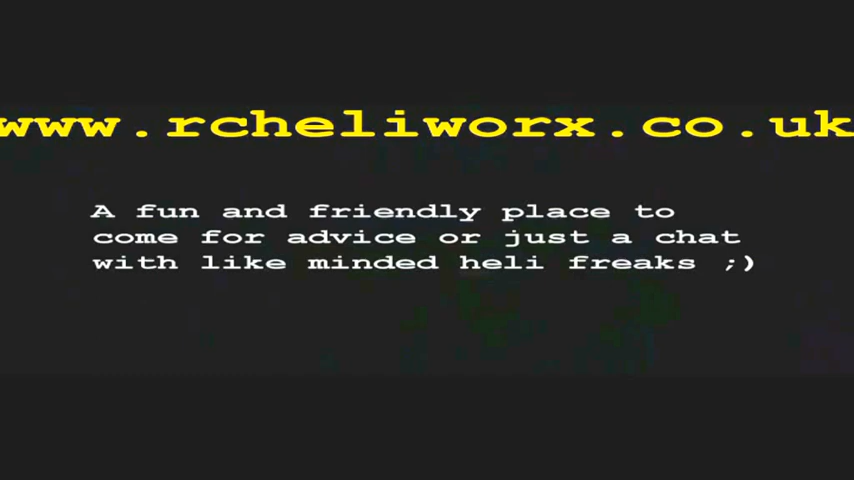 www.rcheliworx.co.uk
A fun and friendly place to
come for advice or just a chat
with like minded heli freaks ;)